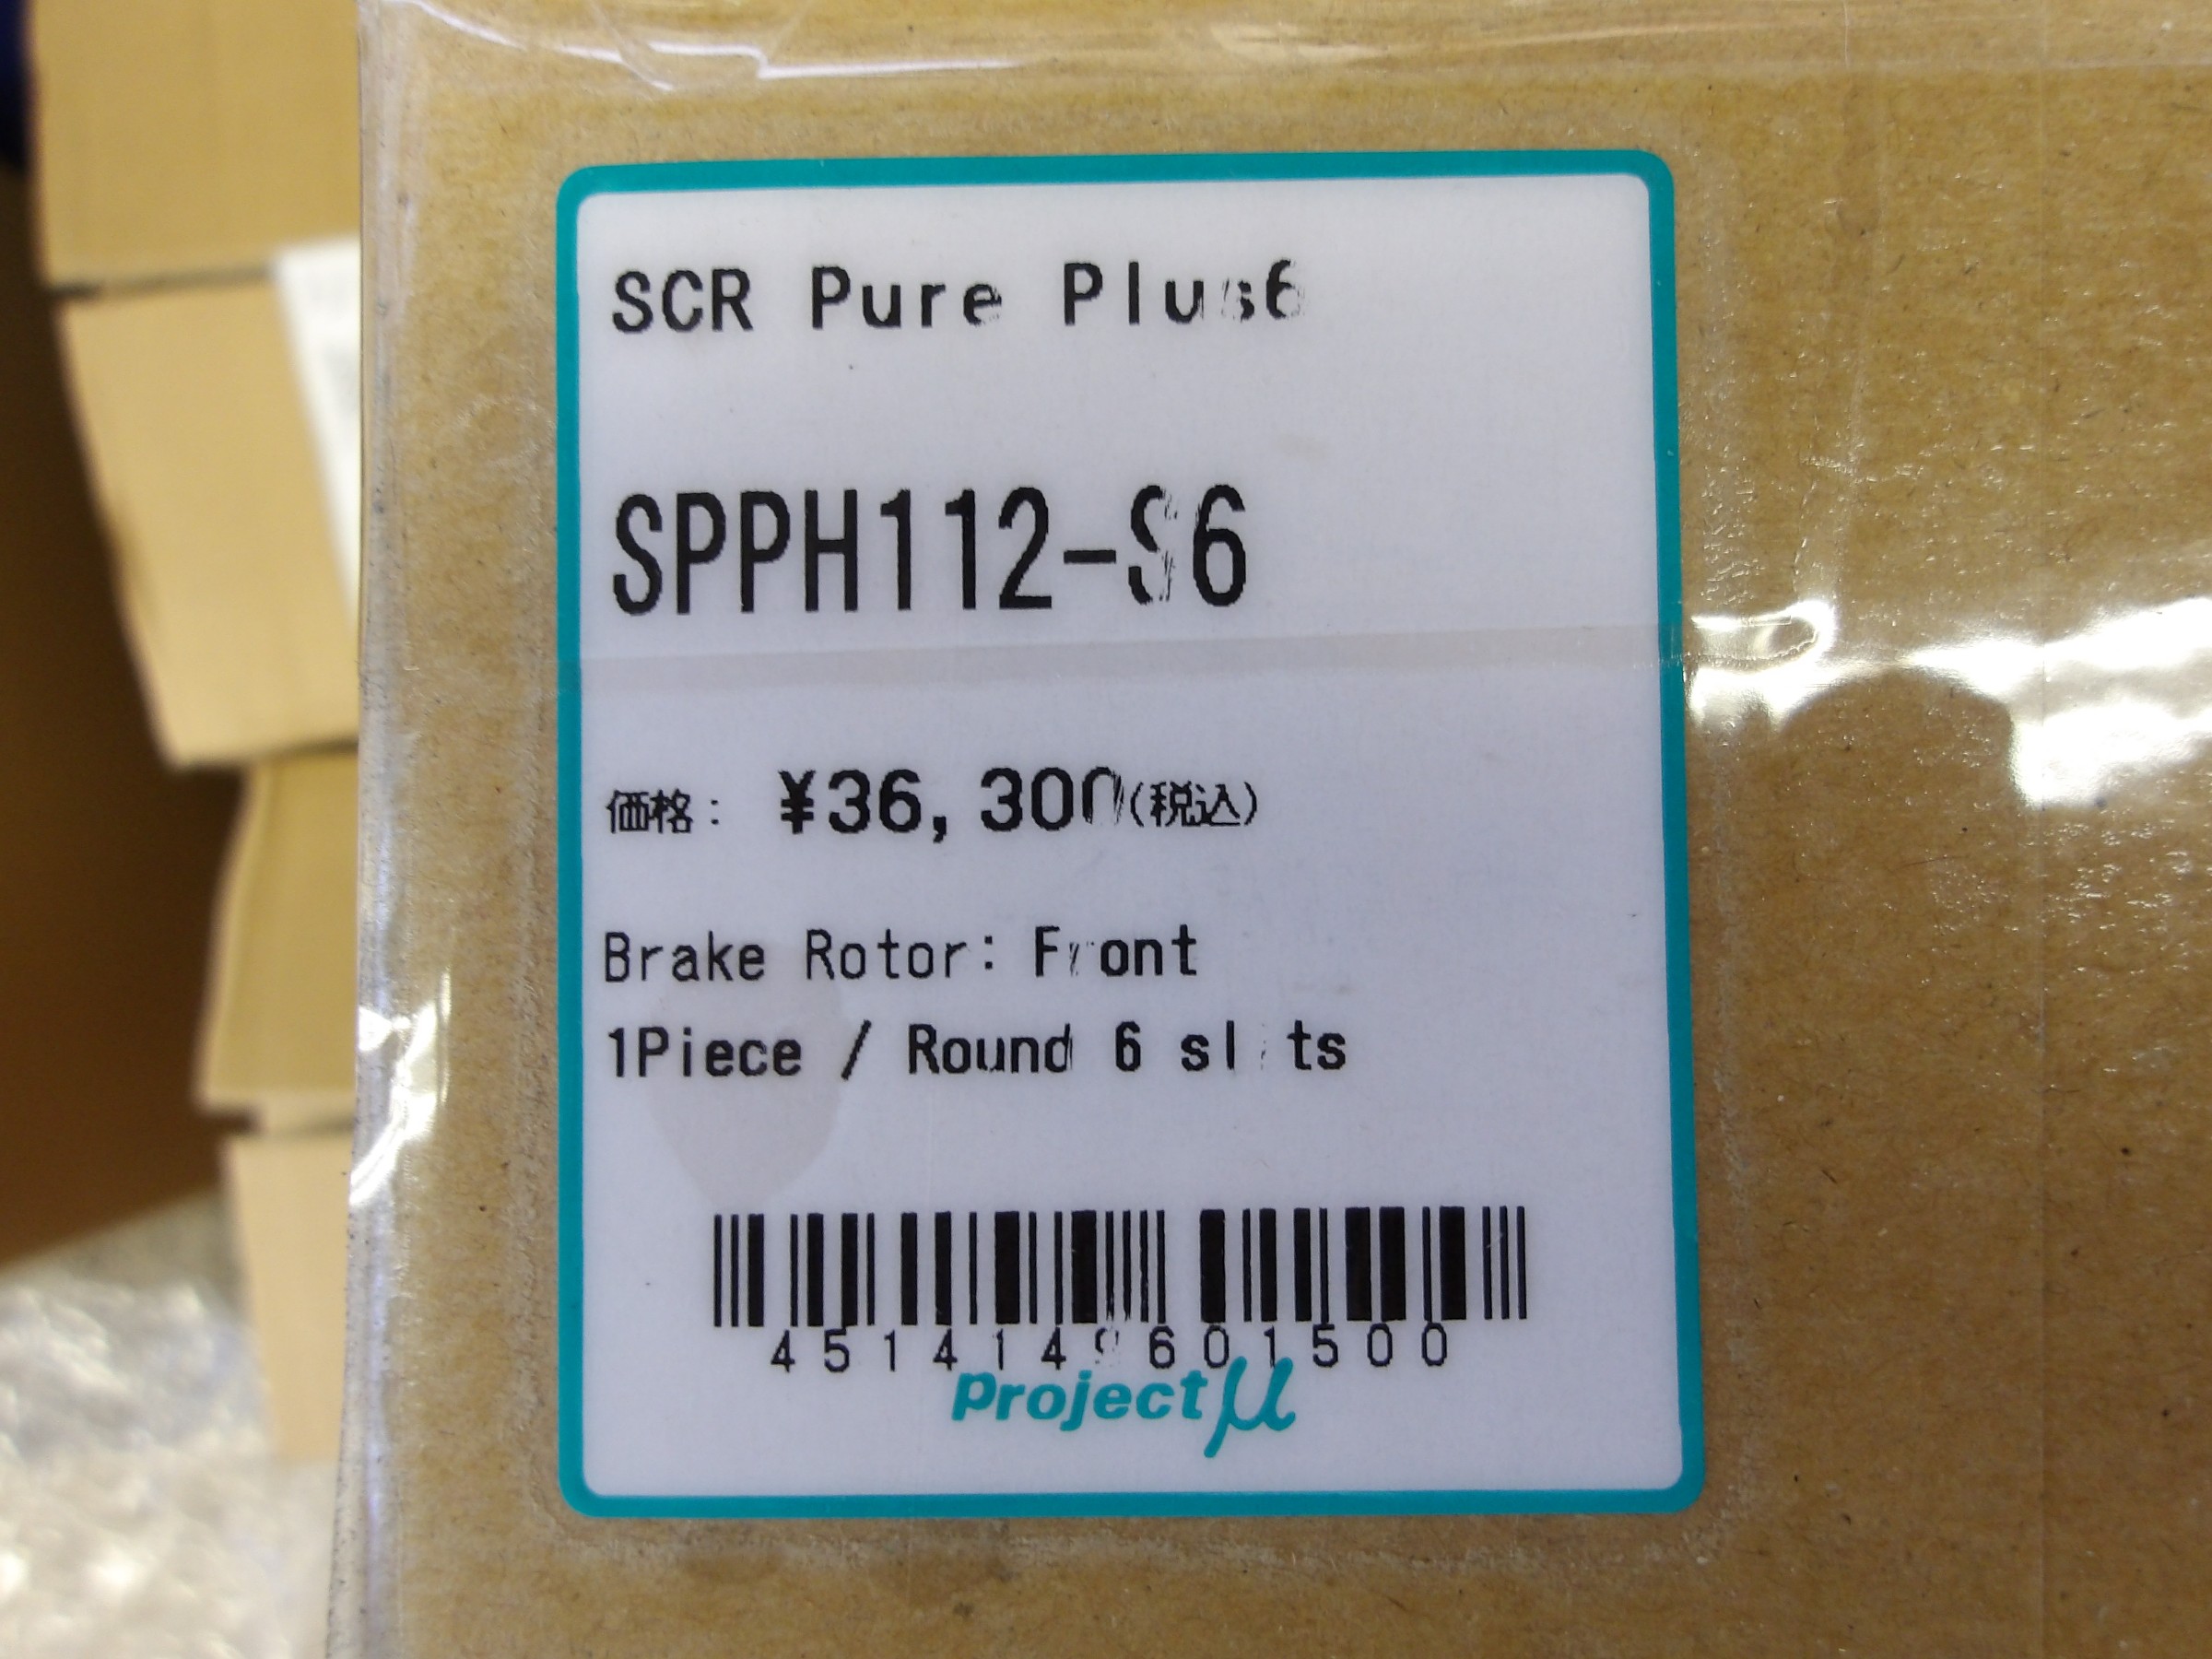 SCR Pure Plus6
SPPH112-S6
価格: ¥36,300(税込)
Brake Rotor: Front
1Piece / Round 6 slits
4514149601500
Project μ